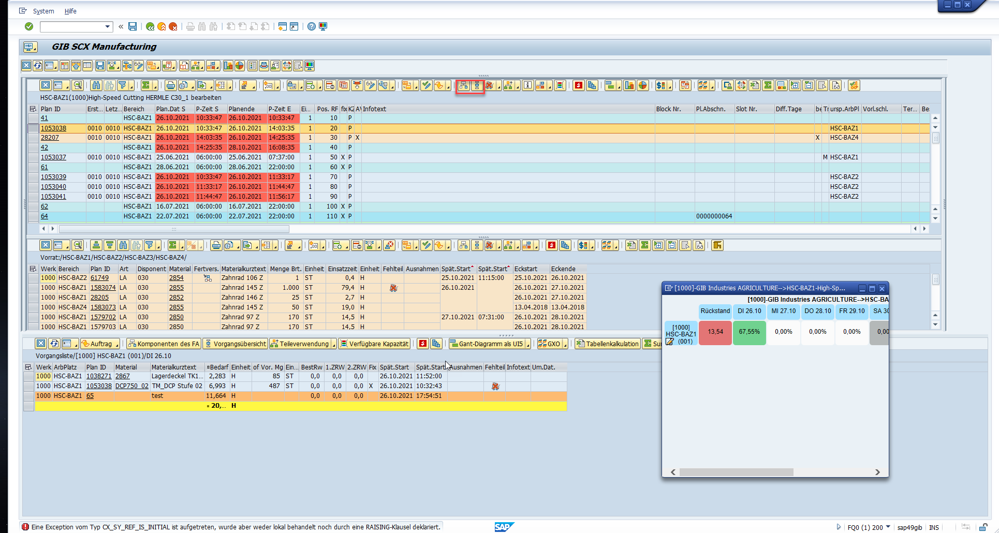 System Hilfe
GIB SCX Manufacturing
HSC-BAZ1(1000)High-Speed Cutting HERMLE C30_1 bearbeiten
Plan ID Erst... Letz... Bereich Plan.Dat S P-Zeit S Planende P-Zeit E Ei... Pos. RF fix KZ AV Infotext Block Nr. Pl.Abschn. Slot Nr. Diff.Tage be Tr ursp.ArbPl Vorl.schl. Ter... Be
41 HSC-BAZ1 26.10.2021 10:33:47 26.10.2021 10:33:47 1 10 P
1053038 0010 0010 HSC-BAZ1 26.10.2021 10:33:47 26.10.2021 14:03:35 1 20 P HSC-BAZ1
28207 0010 0010 HSC-BAZ1 26.10.2021 14:03:35 26.10.2021 14:25:35 1 30 P X X HSC-BAZ4
42 HSC-BAZ1 26.10.2021 14:25:35 28.10.2021 16:08:35 1 40 P
1053037 0010 0010 HSC-BAZ1 25.06.2021 06:00:00 25.06.2021 07:37:00 1 50 X P M HSC-BAZ1
61 HSC-BAZ1 28.06.2021 06:00:00 28.06.2021 22:00:00 1 60 X P
1053039 0010 0010 HSC-BAZ1 26.10.2021 10:33:47 26.10.2021 11:33:17 1 70 P HSC-BAZ2
1053040 0010 0010 HSC-BAZ1 26.10.2021 11:33:17 26.10.2021 11:44:47 1 80 P HSC-BAZ2
1053041 0010 0010 HSC-BAZ1 26.10.2021 11:44:47 26.10.2021 11:56:17 1 90 P HSC-BAZ2
62 HSC-BAZ1 16.07.2021 06:00:00 16.07.2021 22:00:00 1 100 X P
64 HSC-BAZ1 22.07.2021 06:00:00 22.07.2021 22:00:00 1 110 X P 0000000064
Vorrat:/HSC-BAZ1/HSC-BAZ2/HSC-BAZ3/HSC-BAZ4/
Werk Bereich Plan ID Art Disponent Material Fertvers. Materialkurztext Menge Brt. Einheit Einsatzzeit Einheit Fehlteil Ausnahmen Spät.Start Spät.Start Eckstart Eckende
1000 HSC-BAZ2 61749 LA 030 2854 Zahnrad 106 Z 1 ST 0,4 H 25.10.2021 11:15:00 25.10.2021 26.10.2021
1000 HSC-BAZ1 1583074 LA 030 2855 Zahnrad 145 Z 1.000 ST 79,4 H 26.10.2021 26.10.2021 27.10.2021
1000 HSC-BAZ1 28205 LA 030 2852 Zahnrad 146 Z 25 ST 2,7 H 26.10.2021 27.10.2021
1000 HSC-BAZ4 1583073 LA 030 2855 Zahnrad 145 Z 50 ST 19,0 H 13.04.2018 13.04.2018
1000 HSC-BAZ1 1579702 LA 030 2850 Zahnrad 97 Z 170 ST 14,5 H 27.10.2021 07:31:00 26.10.2021 28.10.2021
1000 HSC-BAZ1 1579703 LA 030 2850 Zahnrad 97 Z 170 ST 14,5 H 26.10.2021 28.10.2021
Auftrag Komponenten des FA Vorgangsübersicht Teileverwendung Verfügbare Kapazität Gant-Diagramm als UI5 GXO Tabellenkalkulation Sum
Vorgangsliste/[1000] HSC-BAZ1 (001)/DI 26.10
Werk ArbPlatz Plan ID Material Materialkurztext Bedarf Einheit of Vor. Mg Ein... BestRw 1.ZRW 2.ZRW Fix Spät.Start Spät.Start Ausnahmen Fehlteil Infotext Um.Dat.
1000 HSC-BAZ1 1038271 2867 Lagerdeckel TK1... 2,283 H 85 ST 0,0 0,0 0,0 26.10.2021 11:52:00
1000 HSC-BAZ1 1053038 DCP750_02 TM_DCP Stufe 02 6,993 H 487 ST 0,0 0,0 0,0 X 26.10.2021 10:32:43
1000 HSC-BAZ1 65 test 11,664 H 0,0 0,0 0,0 26.10.2021 17:54:51
20,... H
[1000]-GIB Industries AGRICULTURE-->HSC-BAZ1-High-Sp...
[1000]-GIB Industries AGRICULTURE-->HSC-BA
Rückstand DI 26.10 MI 27.10 DO 28.10 FR 29.10 SA 30
[1000] HSC-BAZ1 (001) 13,54 67,55% 0,00% 0,00% 0,00% 0,00
Eine Exception vom Typ CX_SY_REF_IS_INITIAL ist aufgetreten, wurde aber weder lokal behandelt noch durch eine RAISING-Klausel deklariert.
SAP
FQ0 (1) 200 sap49gib INS